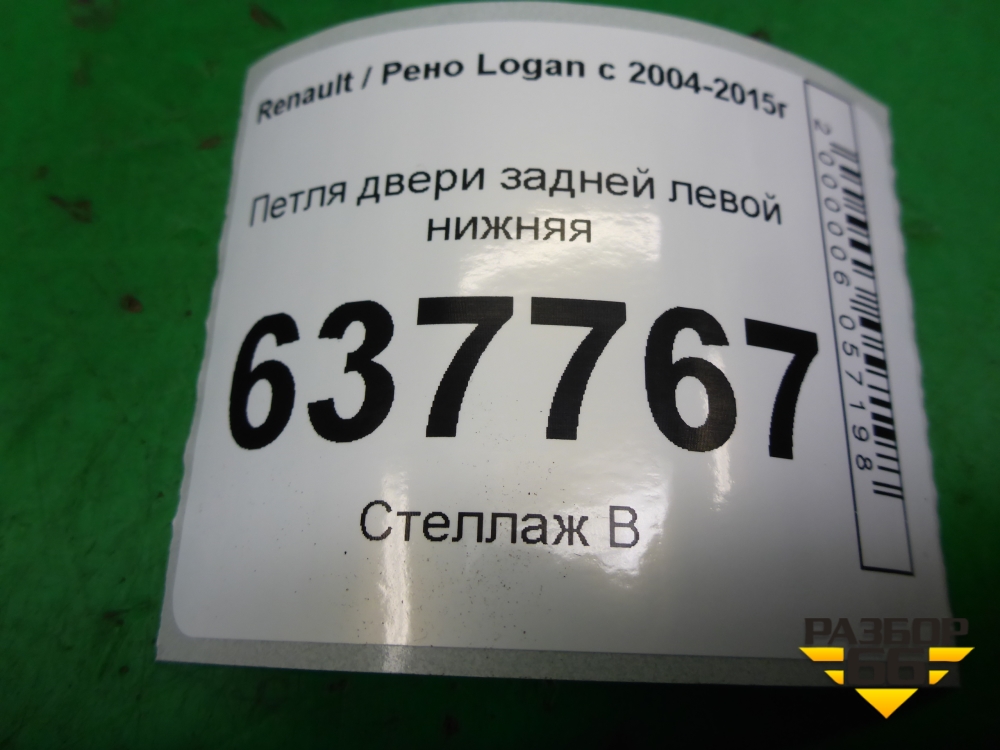 Renault / Рено Logan с 2004-2015г
Петля двери задней левой
нижняя
637767
Стеллаж В
2000006057198
РАЗБОР
66